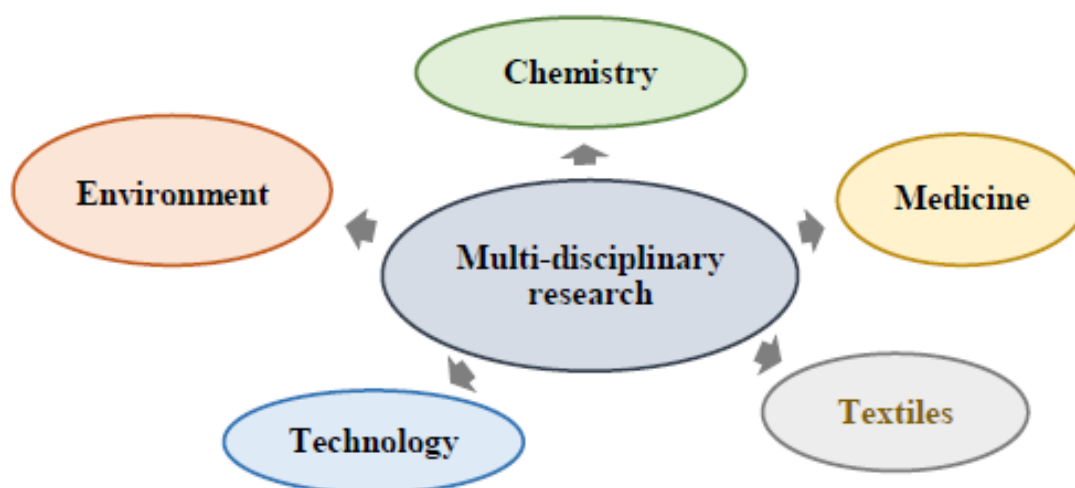 Chemistry
Environment
Medicine
Multi-disciplinary
research
Textiles
Technology